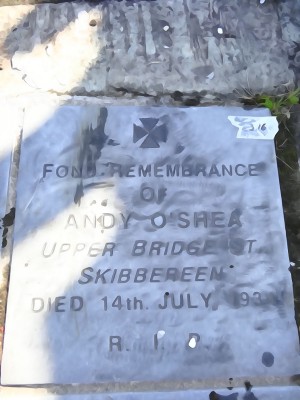 FOND REMEMBRANCE
OF
ANDY O'SHEA
UPPER BRIDGE ST.
SKIBBEREEN
DIED 14th. JULY,
R. I. P.